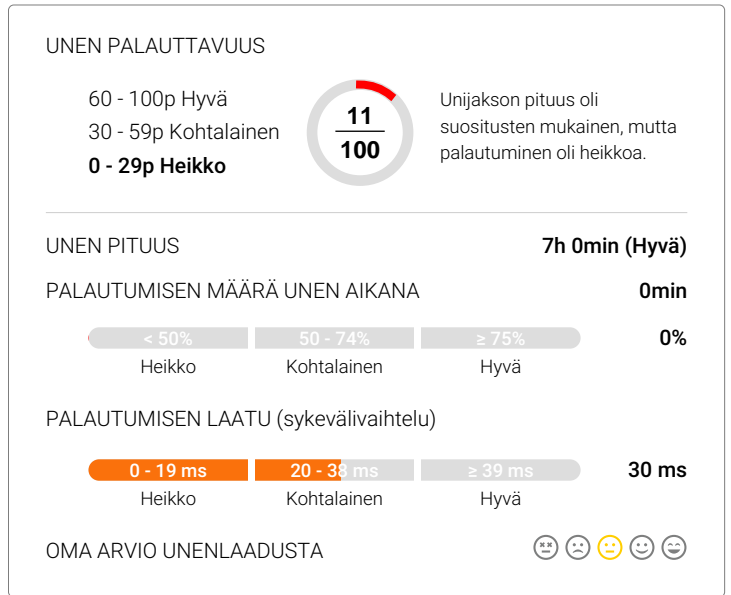 UNEN PALAUTTAVUUS
60 - 100p Hyvä
30 - 59p Kohtalainen
0 - 29p Heikko
11
100
Unijakson pituus oli
suositusten mukainen, mutta
palautuminen oli heikkoa.
UNEN PITUUS 7h 0min (Hyvä)
PALAUTUMISEN MÄÄRÄ UNEN AIKANA 0min
< 50% 50 - 74% ≥ 75% 0%
Heikko Kohtalainen Hyvä
PALAUTUMISEN LAATU (sykevälivaihtelu)
0 - 19 ms 20 - 38 ms ≥ 39 ms 30 ms
Heikko Kohtalainen Hyvä
OMA ARVIO UNENLAADUSTA